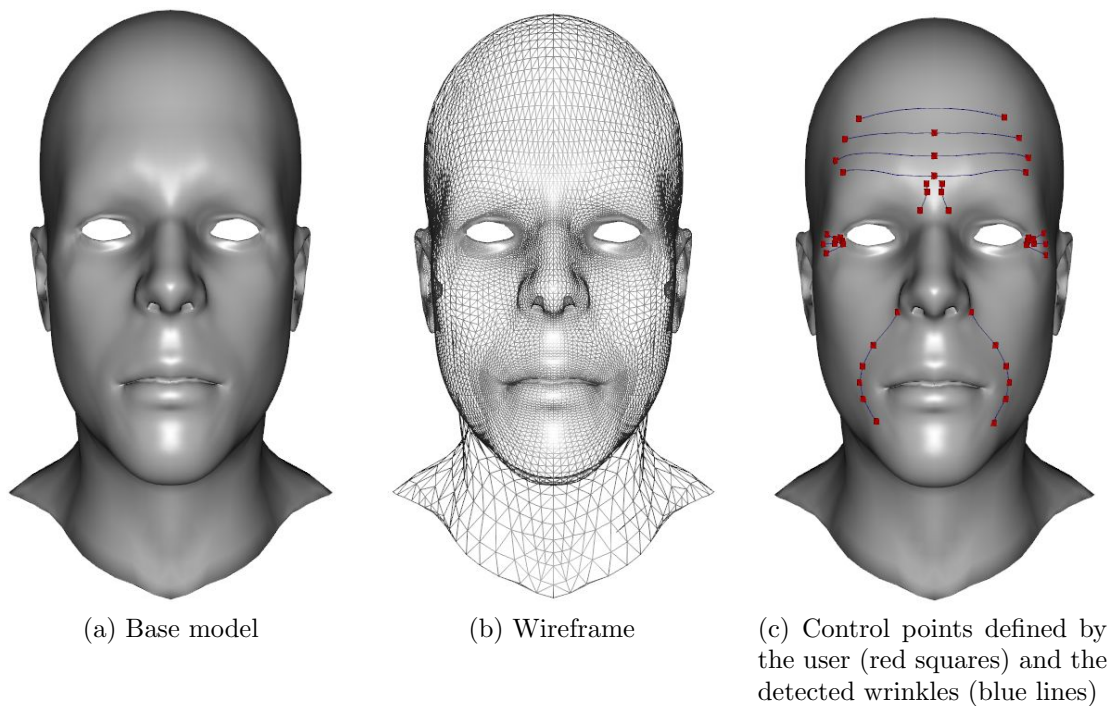 (a) Base model
(b) Wireframe
(c) Control points defined by
the user (red squares) and the
detected wrinkles (blue lines)